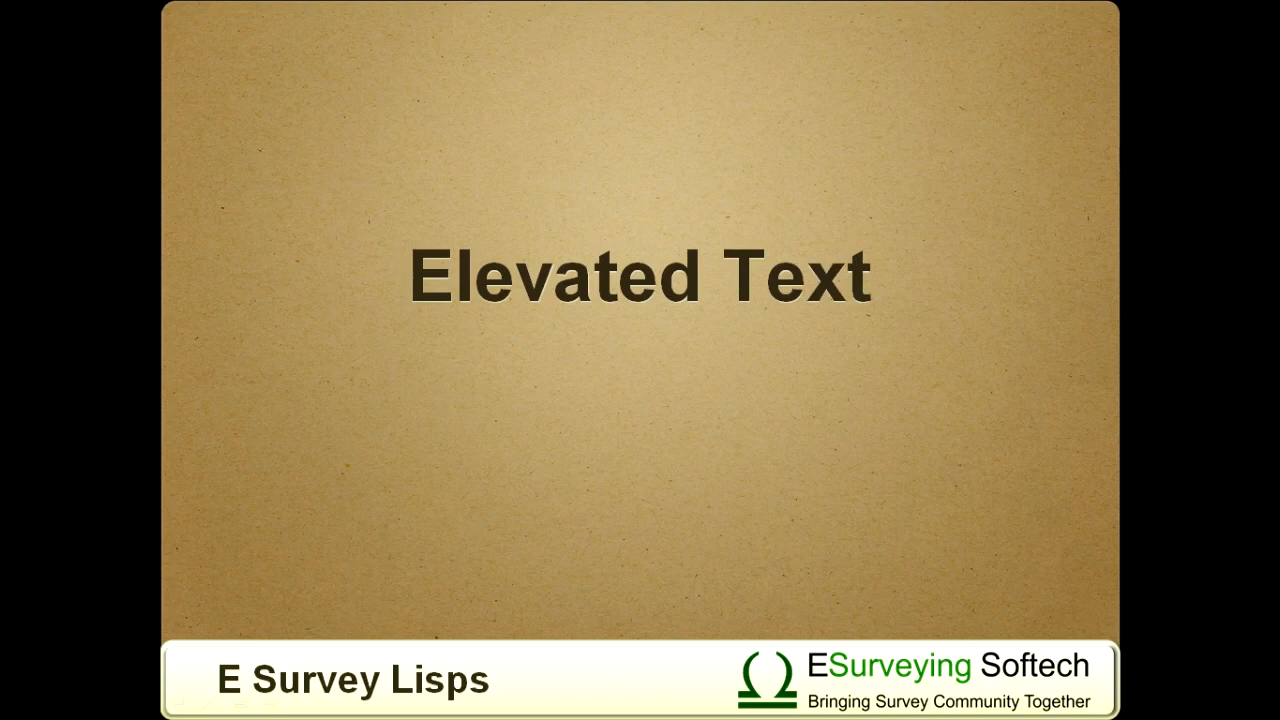 Elevated Text
E Survey Lisps
ESurveying Softech
Bringing Survey Community Together